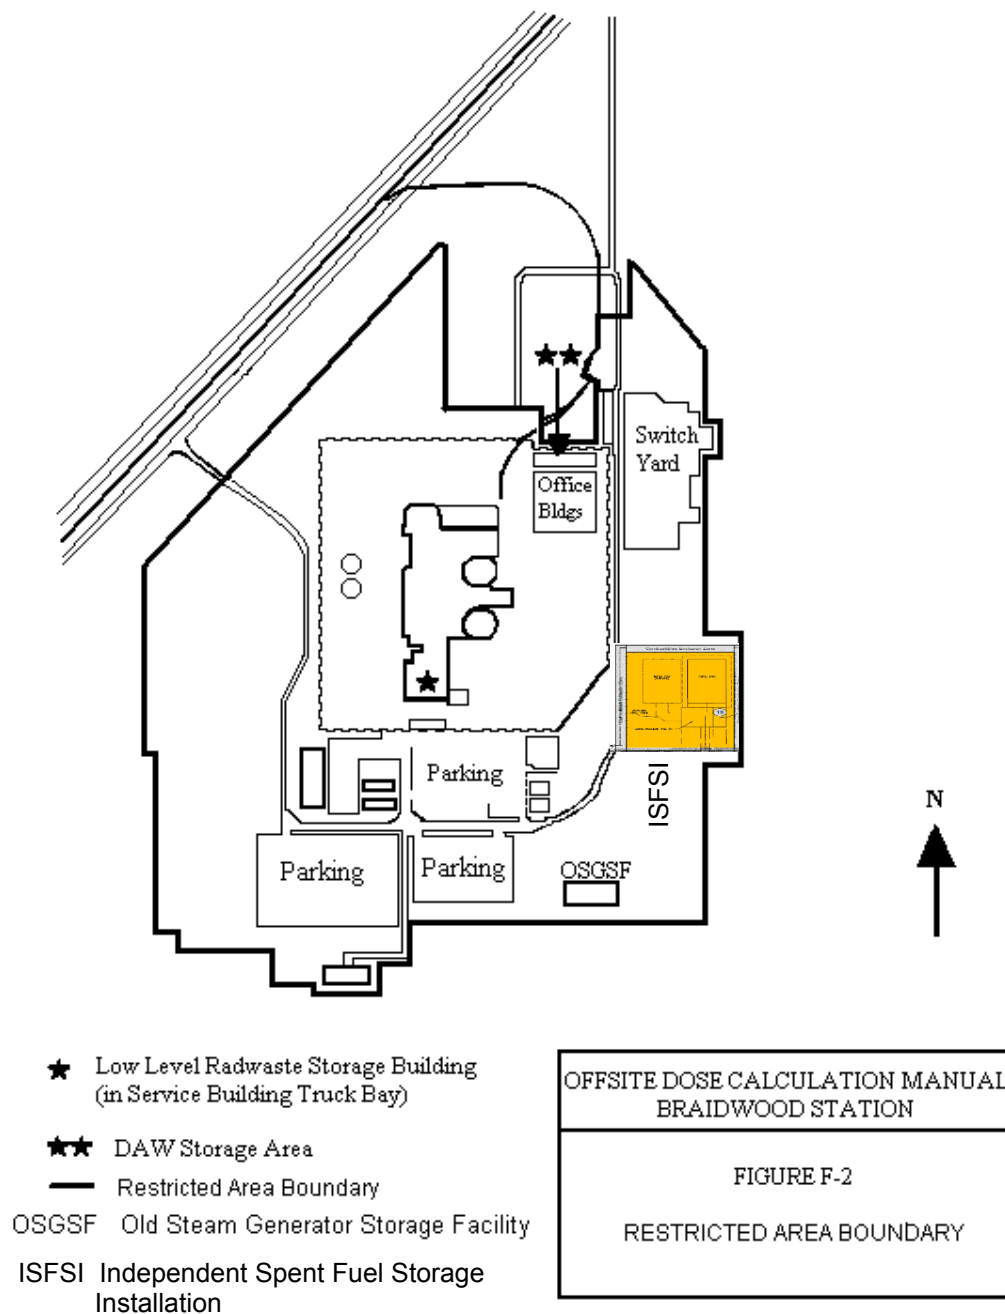 Switch
Yard
Office
Bldgs
ISFSI
Parking
N
Parking
Parking
OSGSF
Low Level Radwaste Storage Building
(in Service Building Truck Bay)
DAW Storage Area
Restricted Area Boundary
OSGSF Old Steam Generator Storage Facility
ISFSI Independent Spent Fuel Storage
Installation
OFFSITE DOSE CALCULATION MANUAL
BRAIDWOOD STATION
FIGURE F-2
RESTRICTED AREA BOUNDARY